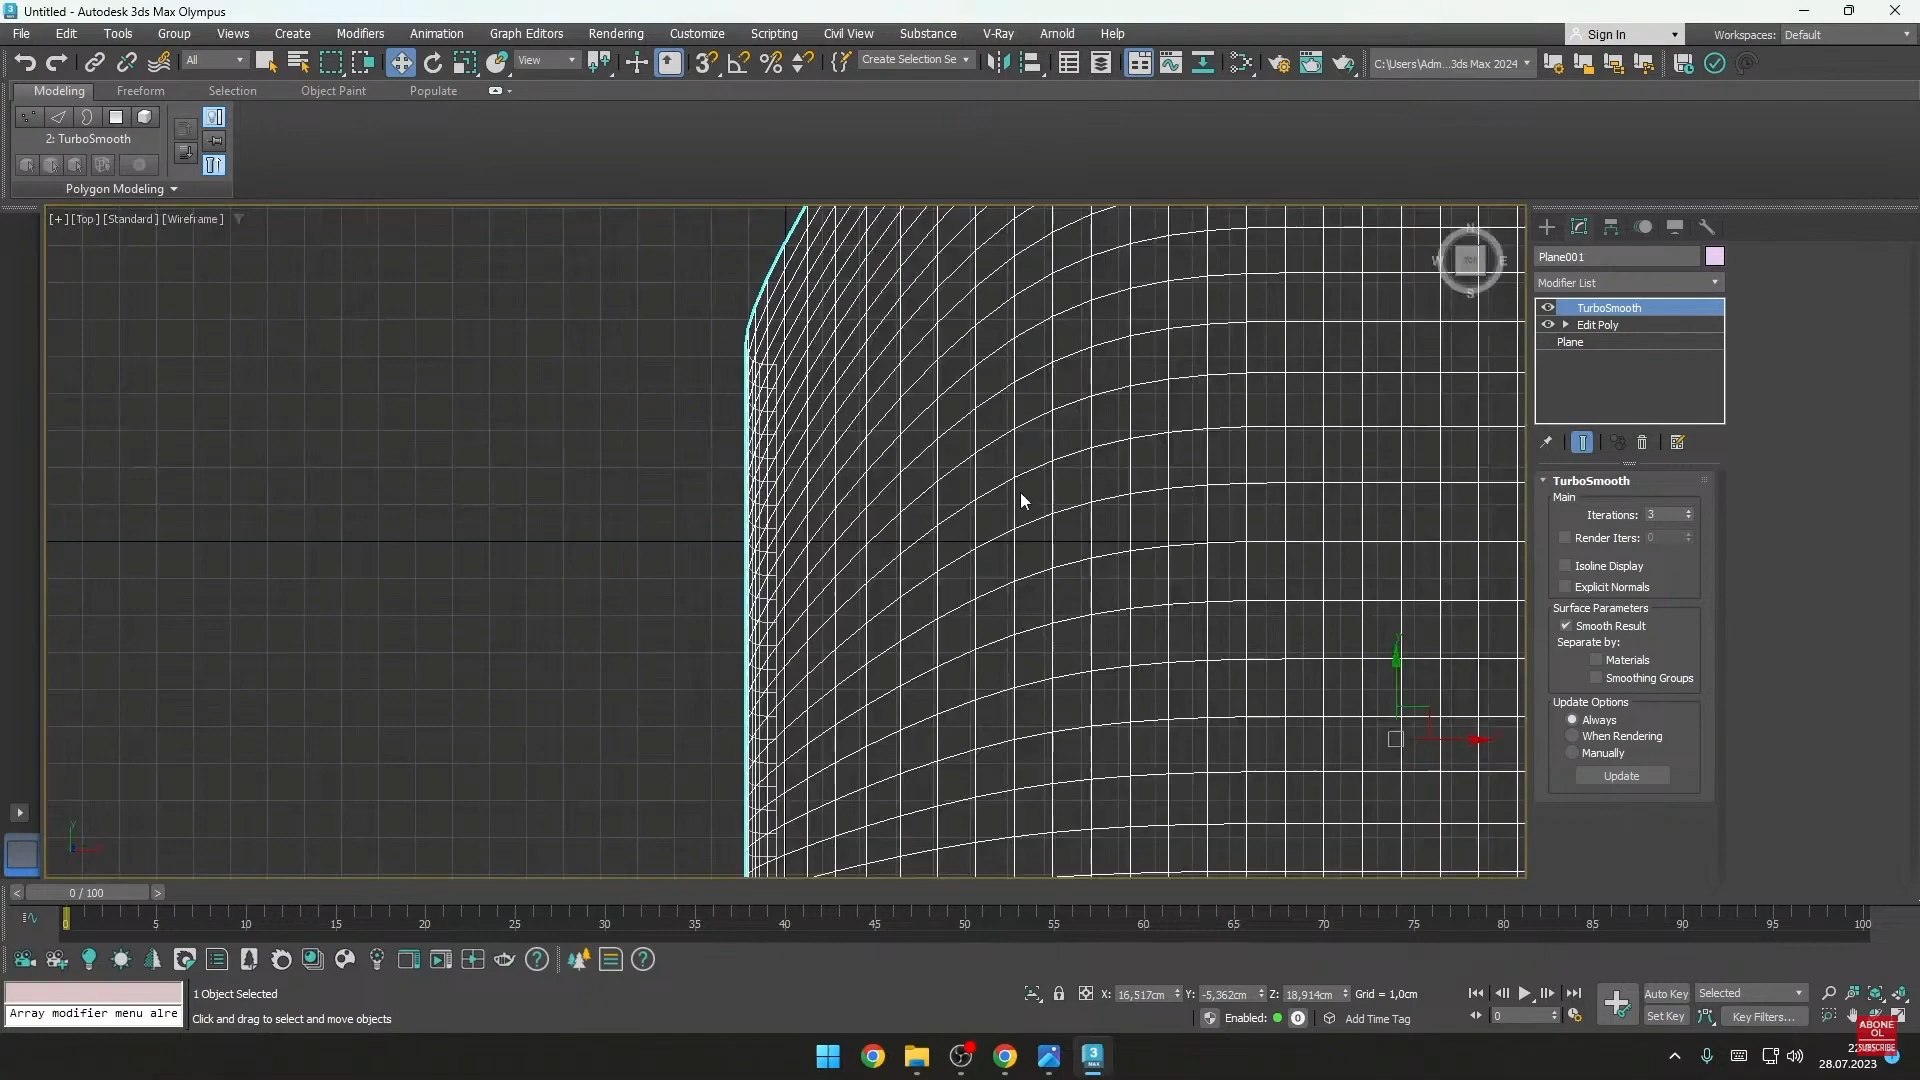 Untitled - Autodesk 3ds Max Olympus
File Edit Tools Group Views Create Modifiers Animation Graph Editors Rendering Customize Scripting Civil View Substance V-Ray Arnold Help
Sign In
Workspaces: Default
All
View
Create Selection Se
C:\Users\Adm...3ds Max 2024
Modeling Freeform Selection Object Paint Populate
2: TurboSmooth
Polygon Modeling
[+] [Top] [Standard] [Wireframe]
N
W
E
S
Plane001
Modifier List
TurboSmooth
Edit Poly
Plane
TurboSmooth
Main
Iterations: 3
Render Iters: 0
Isoline Display
Explicit Normals
Surface Parameters
Smooth Result
Separate by:
Materials
Smoothing Groups
Update Options
Always
When Rendering
Manually
Update
y
0 / 100
0 5 10 15 20 25 30 35 40 45 50 55 60 65 70 75 80 85 90 95 100
1 Object Selected
Array modifier menu alre
Click and drag to select and move objects
X: 16,517cm Y: -5,362cm Z: 18,914cm Grid = 1,0cm
Enabled: 0 Add Time Tag
0
Auto Key Selected
Set Key Key Filters...
ABONE
OL
SUBSCRIBE
28.07.2023